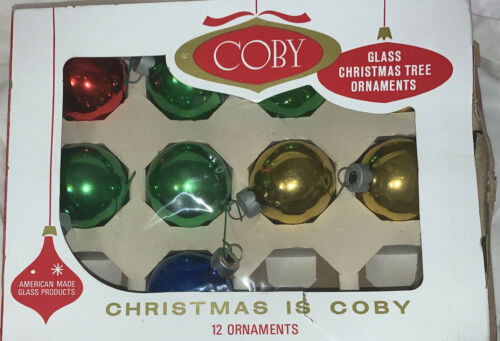 COBY
GLASS
CHRISTMAS TREE
ORNAMENTS
AMERICAN MADE
GLASS PRODUCTS
CHRISTMAS IS COBY
12 ORNAMENTS